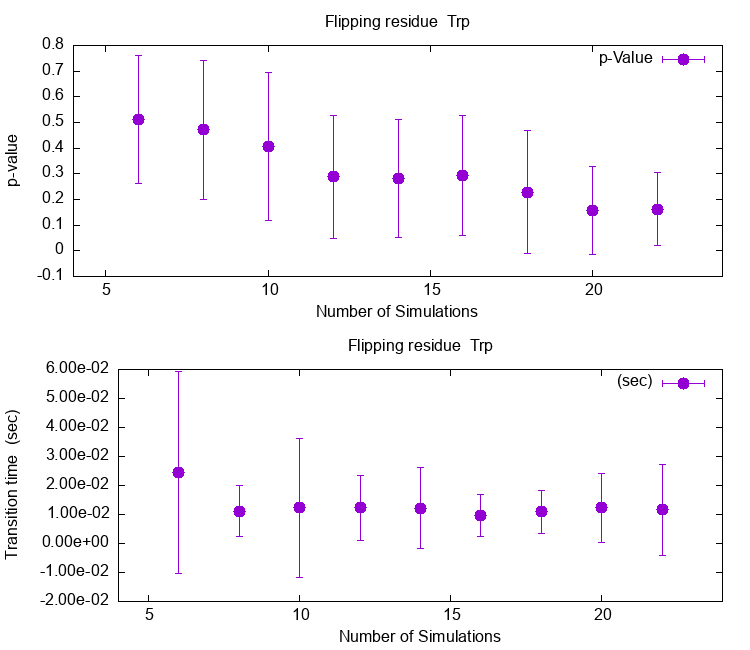 Flipping residue  Trp
p-Value
0.8
0.7
0.6
0.5
0.4
0.3
0.2
0.1
0
-0.1
p-value
5 10 15 20
Number of Simulations
Flipping residue  Trp
(sec)
6.00e-02
5.00e-02
4.00e-02
3.00e-02
2.00e-02
1.00e-02
0.00e+00
-1.00e-02
-2.00e-02
Transition time  (sec)
5 10 15 20
Number of Simulations